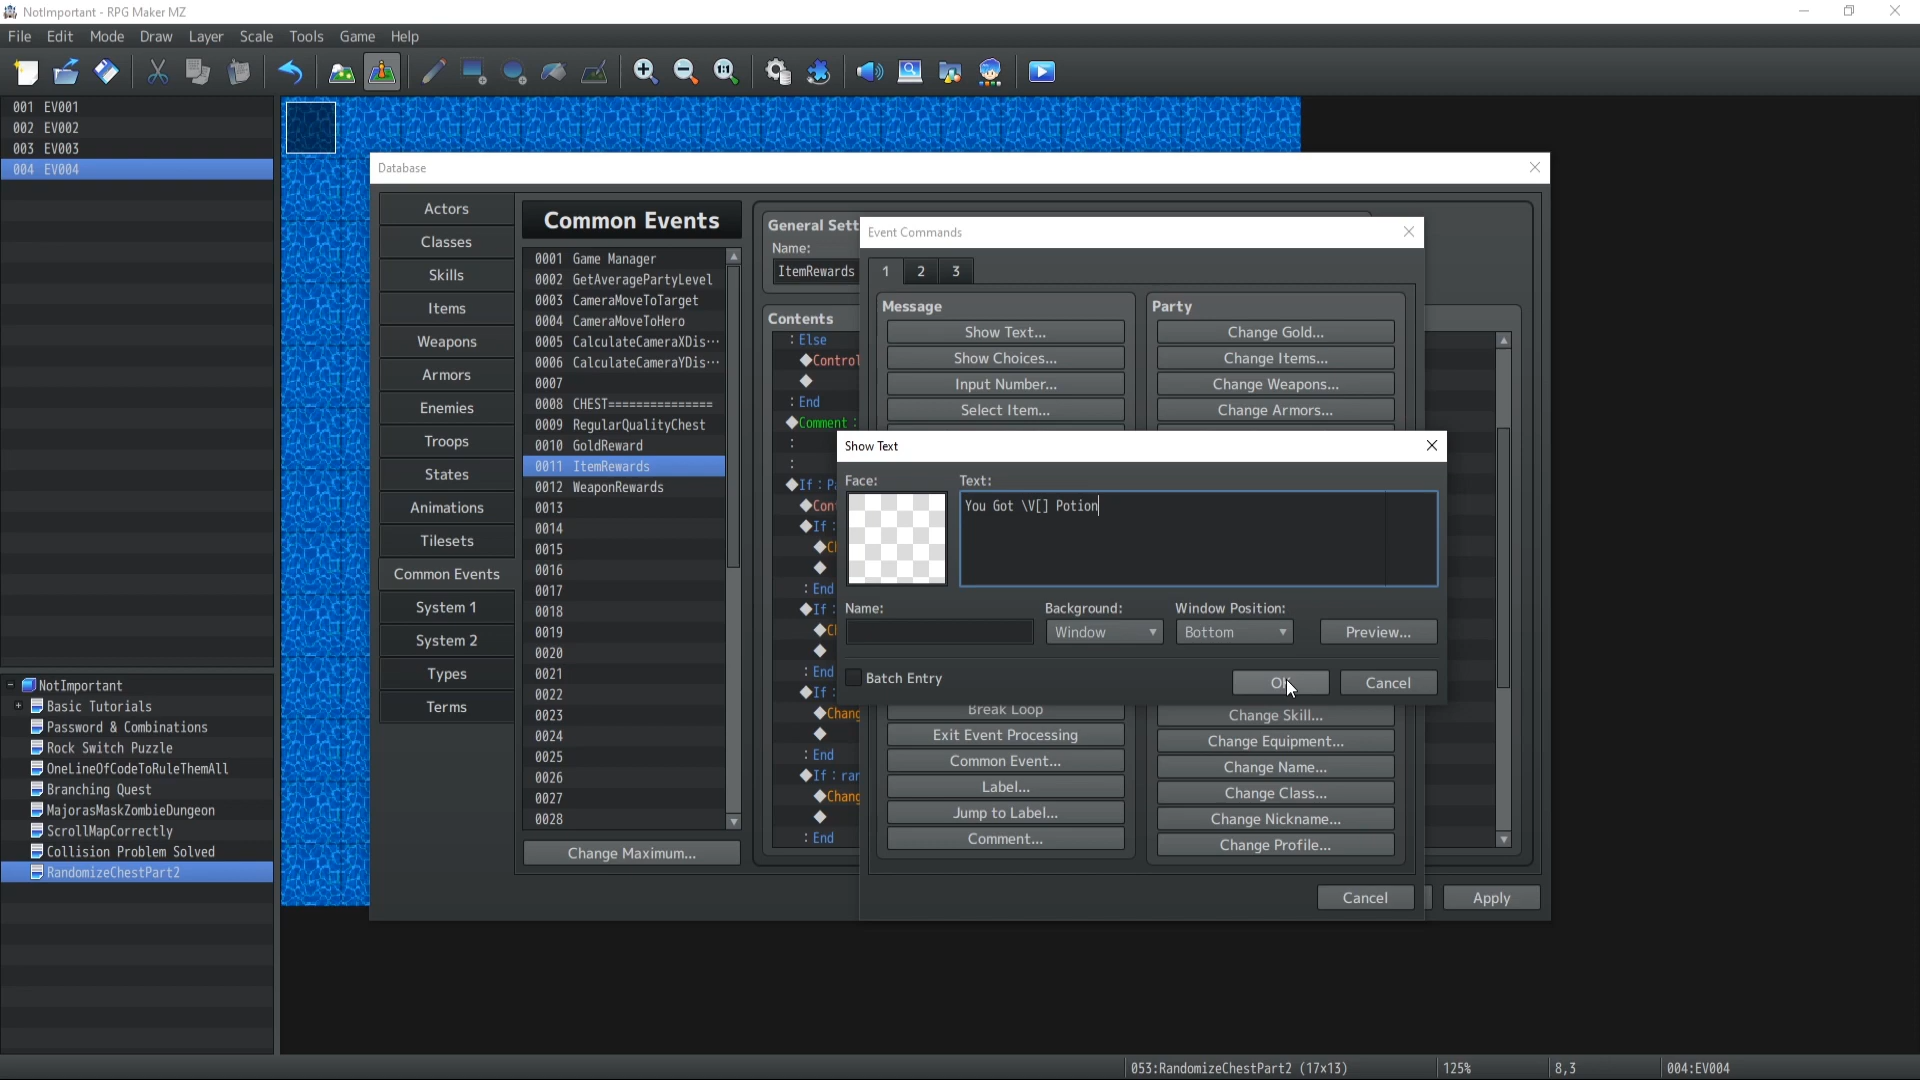 NotImportant - RPG Maker MZ
File Edit Mode Draw Layer Scale Tools Game Help
001 EV001
002 EV002
003 EV003
004 EV004
Database
Actors
Classes
Skills
Items
Weapons
Armors
Enemies
Troops
States
Animations
Tilesets
Common Events
System 1
System 2
Types
Terms
Common Events
0001 Game Manager
0002 GetAveragePartyLevel
0003 CameraMoveToTarget
0004 CameraMoveToHero
0005 CalculateCameraXDis…
0006 CalculateCameraYDis…
0007
0008 CHEST===============
0009 RegularQualityChest
0010 GoldReward
0011 ItemRewards
0012 WeaponRewards
0013
0014
0015
0016
0017
0018
0019
0020
0021
0022
0023
0024
0025
0026
0027
0028
Change Maximum...
General Sett
Name:
ItemRewards
Contents
: Else
◆Control
◆
: End
◆Comment :
:
:
◆If : Pa
◆Con
◆If :
◆Ch
◆
: End
◆If :
◆Ch
◆
: End
◆If :
◆Chang
◆
: End
◆If : ran
◆Chang
◆
: End
Apply
Event Commands
1 2 3
Message
Show Text...
Show Choices...
Input Number...
Select Item...
Break Loop
Exit Event Processing
Common Event...
Label...
Jump to Label...
Comment...
Party
Change Gold...
Change Items...
Change Weapons...
Change Armors...
Change Skill...
Change Equipment...
Change Name...
Change Class...
Change Nickname...
Change Profile...
Cancel
Show Text
Face:
Text:
You Got \V[] Potion
Name:
Background:
Window Position:
Window
Bottom
Preview...
Batch Entry
OK
Cancel
NotImportant
Basic Tutorials
Password & Combinations
Rock Switch Puzzle
OneLineOfCodeToRuleThemAll
Branching Quest
MajorasMaskZombieDungeon
ScrollMapCorrectly
Collision Problem Solved
RandomizeChestPart2
053:RandomizeChestPart2 (17x13)
125%
8,3
004:EV004